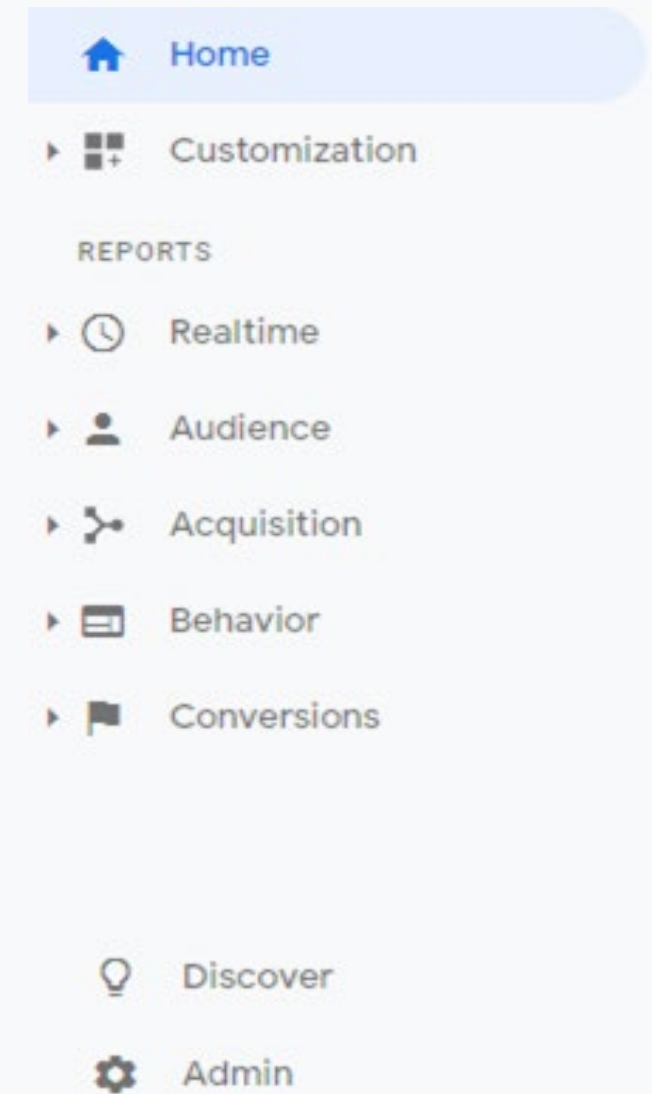 Home
Customization
REPORTS
Realtime
Audience
Acquisition
Behavior
Conversions
Discover
Admin